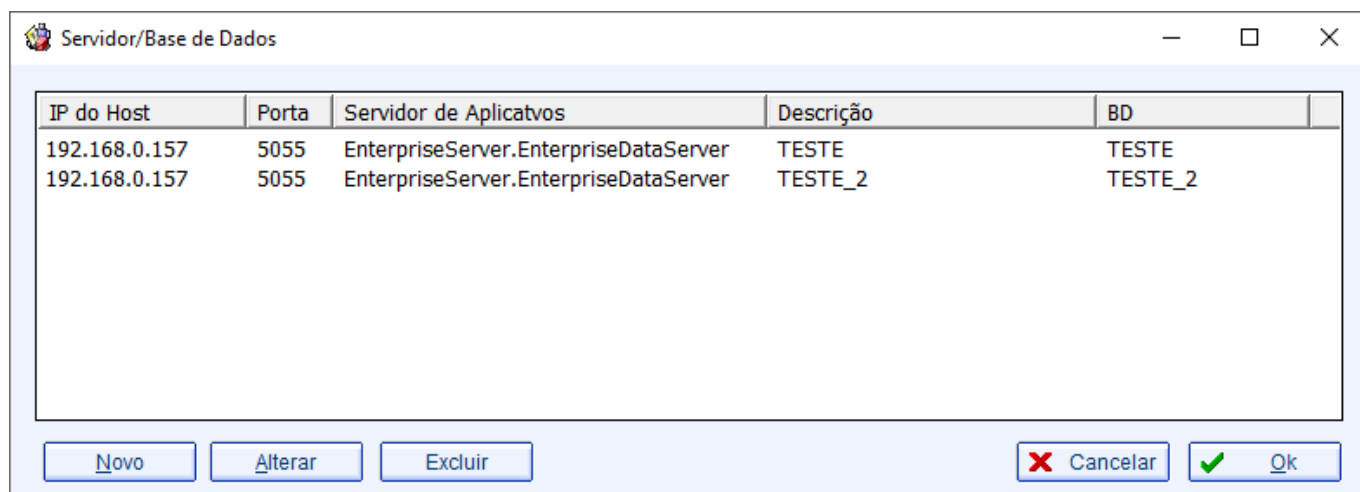 Servidor/Base de Dados
IP do Host Porta Servidor de Aplicatvos Descrição BD
192.168.0.157 5055 EnterpriseServer.EnterpriseDataServer TESTE TESTE
192.168.0.157 5055 EnterpriseServer.EnterpriseDataServer TESTE_2 TESTE_2
Novo Alterar Excluir Cancelar Ok